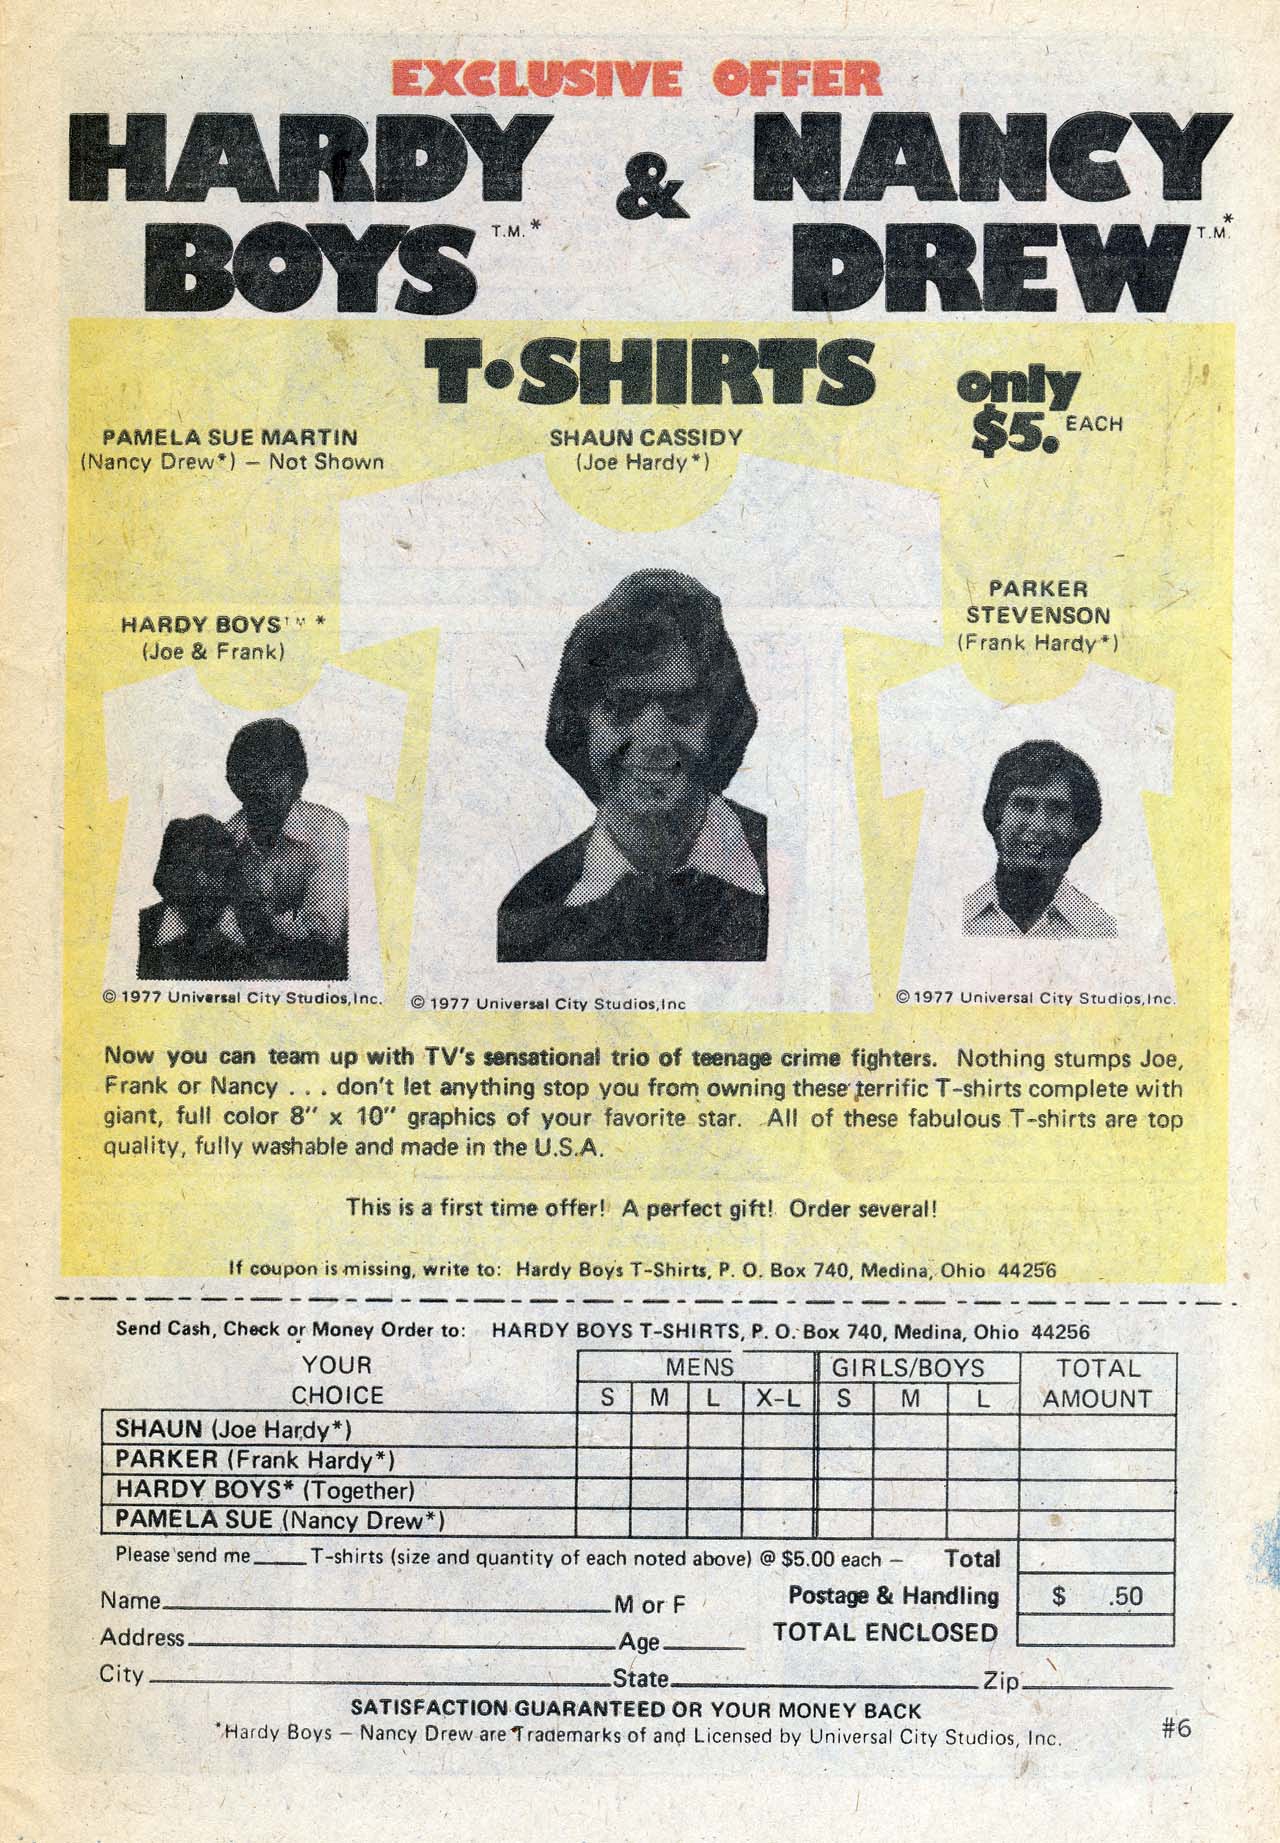 EXCLUSIVE OFFER
HARDY BOYS T.M.* & NANCY DREW T.M.*
T•SHIRTS
only $5. EACH
PAMELA SUE MARTIN
(Nancy Drew*) — Not Shown
SHAUN CASSIDY
(Joe Hardy*)
PARKER
STEVENSON
(Frank Hardy*)
HARDY BOYS™ *
(Joe & Frank)
© 1977 Universal City Studios, Inc.
© 1977 Universal City Studios, Inc
© 1977 Universal City Studios, Inc.
Now you can team up with TV's sensational trio of teenage crime fighters. Nothing stumps Joe,
Frank or Nancy . . . don't let anything stop you from owning these terrific T-shirts complete with
giant, full color 8" x 10" graphics of your favorite star. All of these fabulous T-shirts are top
quality, fully washable and made in the U.S.A.
This is a first time offer! A perfect gift! Order several!
If coupon is missing, write to: Hardy Boys T-Shirts, P. O. Box 740, Medina, Ohio 44256
Send Cash, Check or Money Order to: HARDY BOYS T-SHIRTS, P. O. Box 740, Medina, Ohio 44256
YOUR CHOICE MENS GIRLS/BOYS TOTAL AMOUNT
S M L X-L S M L
SHAUN (Joe Hardy*)
PARKER (Frank Hardy*)
HARDY BOYS* (Together)
PAMELA SUE (Nancy Drew*)
Please send me____T-shirts (size and quantity of each noted above) @ $5.00 each — Total
Name____M or F Postage & Handling $ .50
Address____Age____ TOTAL ENCLOSED
City____State____Zip____
SATISFACTION GUARANTEED OR YOUR MONEY BACK
*Hardy Boys — Nancy Drew are Trademarks of and Licensed by Universal City Studios, Inc.
#6